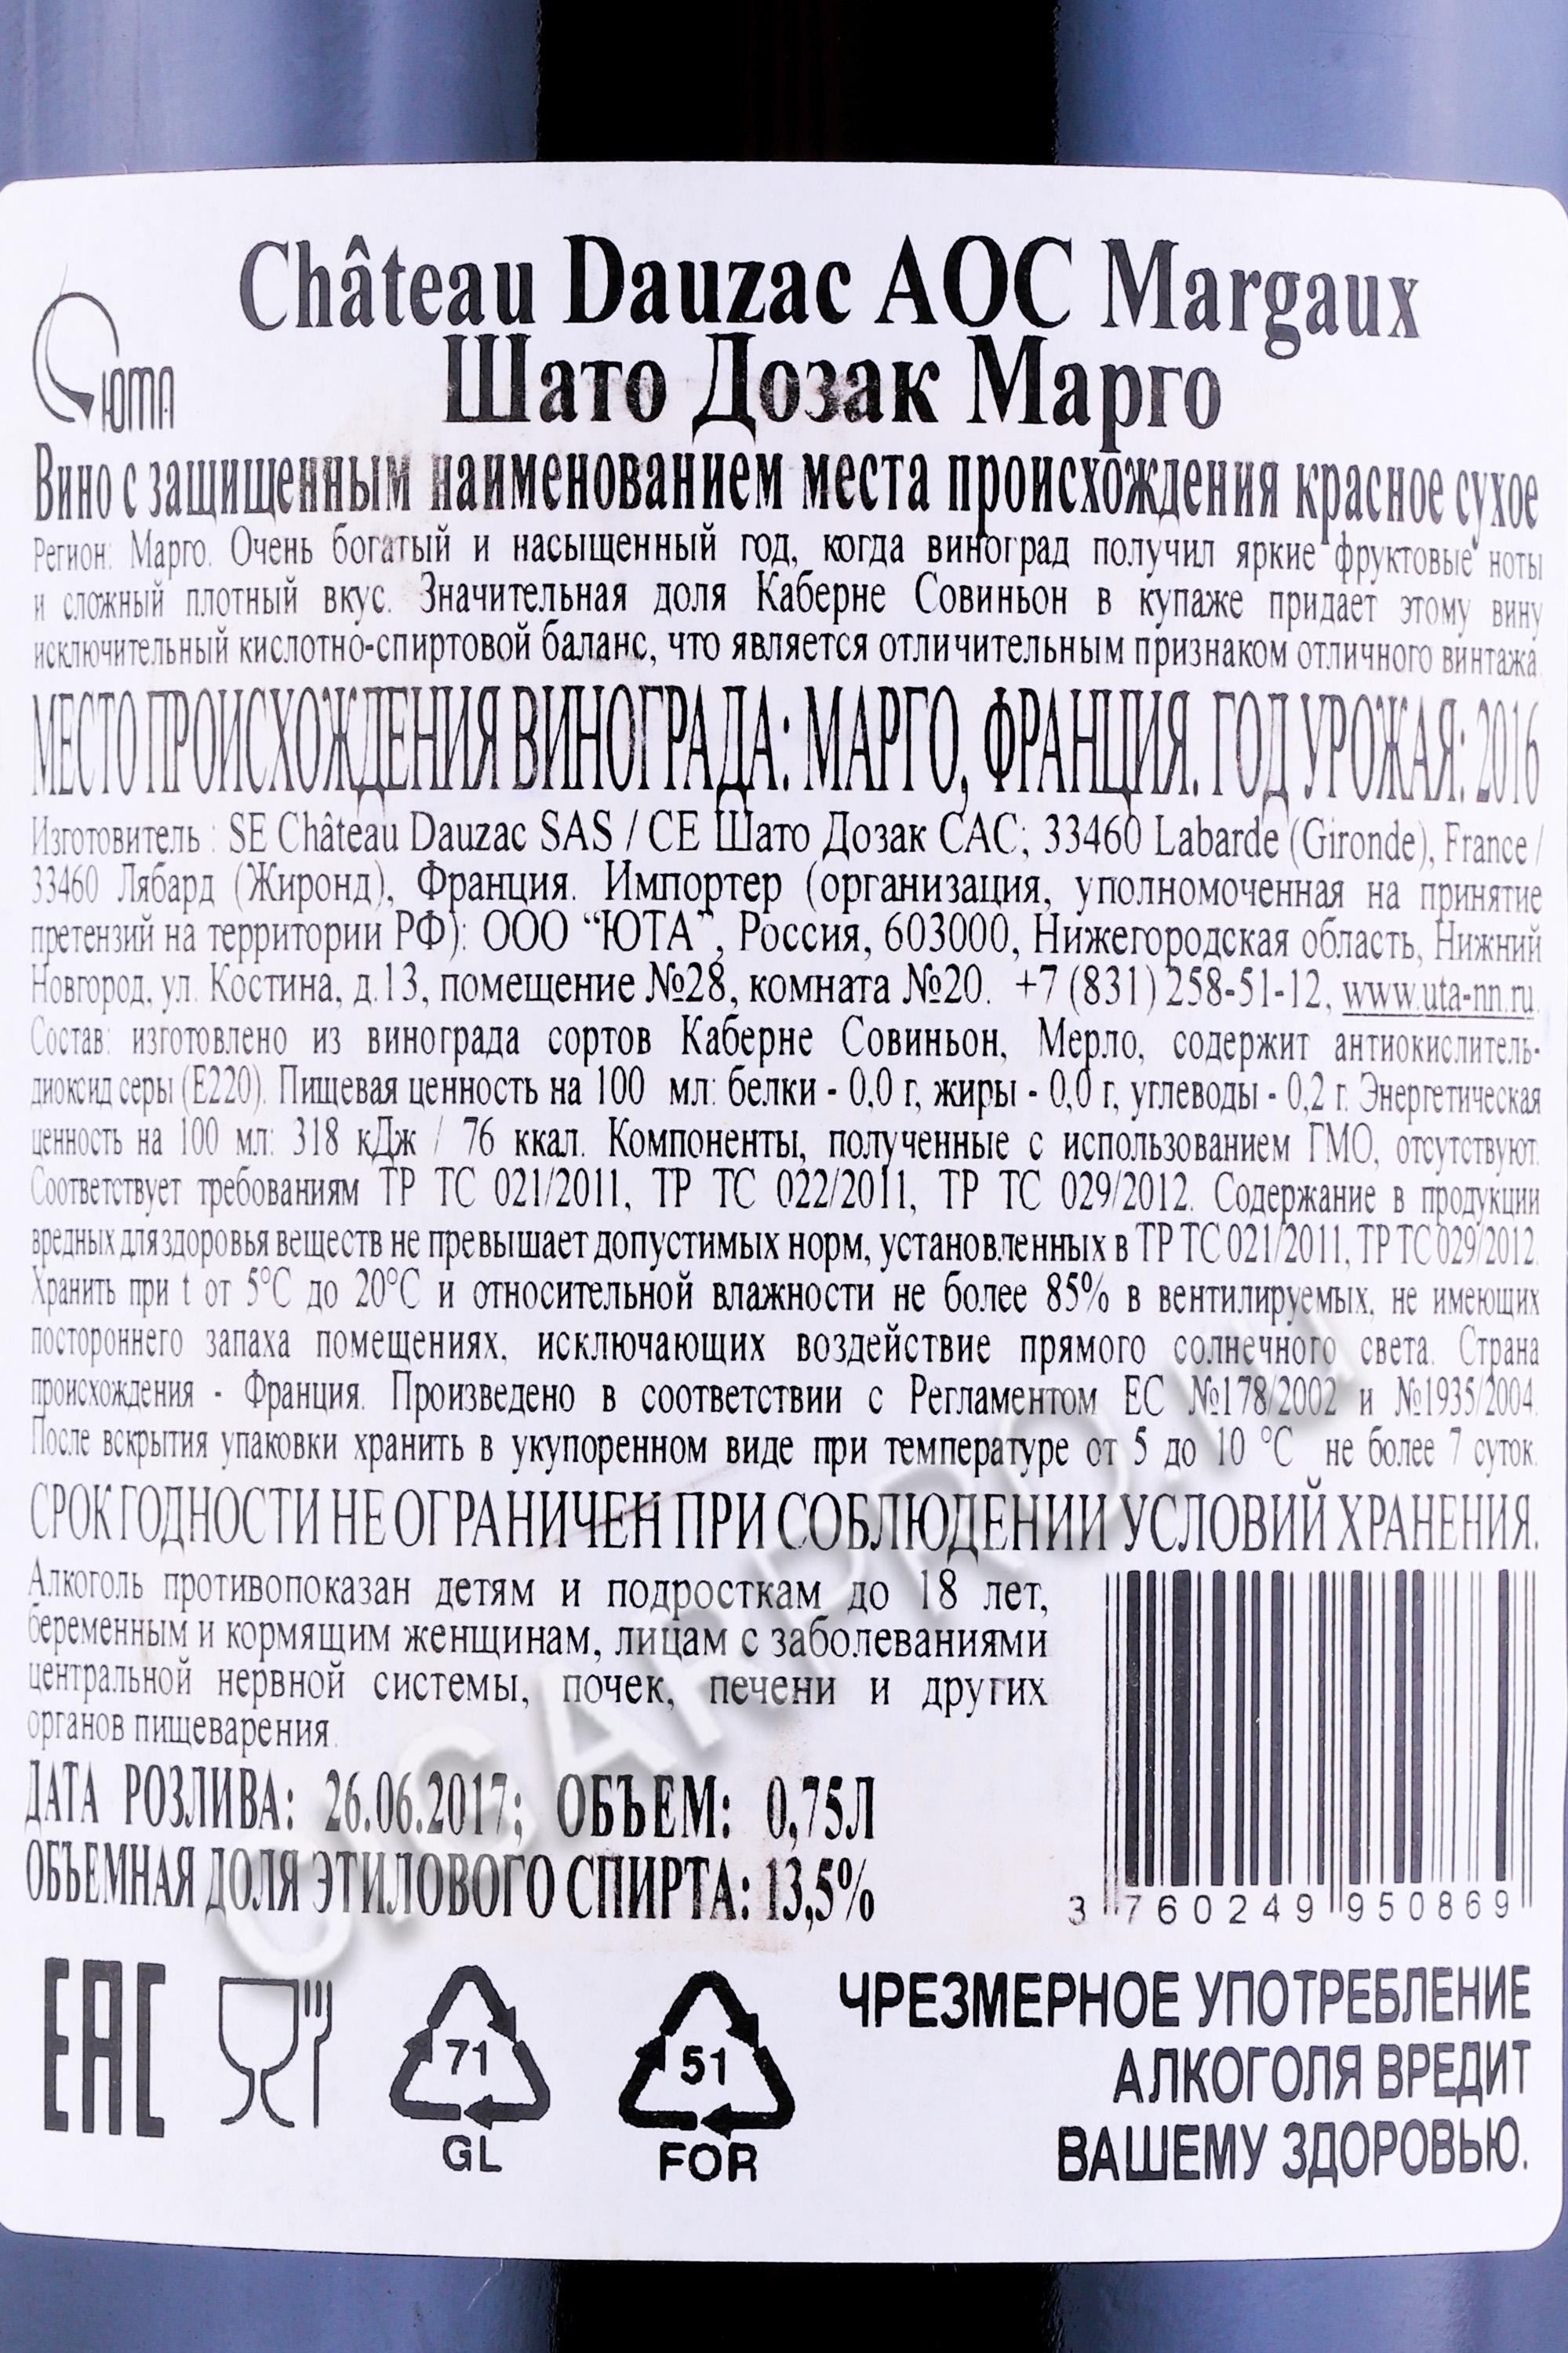 Château Dauzac AOC Margaux
юта
Шато Дозак Марго
Вино с защищенным наименованием места происхождения красное сухое
Регион: Марго. Очень богатый и насыщенный год, когда виноград получил яркие фруктовые ноты
и сложный плотный вкус. Значительная доля Каберне Совиньон в купаже придает этому вину
исключительный кислотно-спиртовой баланс, что является отличительным признаком отличного винтажа.
МЕСТО ПРОИСХОЖДЕНИЯ ВИНОГРАДА: МАРГО, ФРАНЦИЯ. ГОД УРОЖАЯ: 2016
Изготовитель : SE Château Dauzac SAS / СЕ Шато Дозак САС; 33460 Labarde (Gironde), France /
33460 Лябард (Жиронд), Франция. Импортер (организация, уполномоченная на принятие
претензий на территории РФ): ООО “ЮТА”, Россия, 603000, Нижегородская область, Нижний
Новгород, ул. Костина, д.13, помещение №28, комната №20. +7 (831) 258-51-12, www.uta-nn.ru.
Состав: изготовлено из винограда сортов Каберне Совиньон, Мерло, содержит антиокислитель-
диоксид серы (Е220). Пищевая ценность на 100 мл: белки - 0,0 г, жиры - 0,0 г, углеводы - 0,2 г. Энергетическая
ценность на 100 мл: 318 кДж / 76 ккал. Компоненты, полученные с использованием ГМО, отсутствуют.
Соответствует требованиям ТР ТС 021/2011, ТР ТС 022/2011, ТР ТС 029/2012. Содержание в продукции
вредных для здоровья веществ не превышает допустимых норм, установленных в ТР ТС 021/2011, ТР ТС 029/2012.
Хранить при t от 5°С до 20°С и относительной влажности не более 85% в вентилируемых, не имеющих
постороннего запаха помещениях, исключающих воздействие прямого солнечного света. Страна
происхождения - Франция. Произведено в соответствии с Регламентом ЕС №178/2002 и №1935/2004.
После вскрытия упаковки хранить в укупоренном виде при температуре от 5 до 10 °С не более 7 суток.
СРОК ГОДНОСТИ НЕ ОГРАНИЧЕН ПРИ СОБЛЮДЕНИИ УСЛОВИЙ ХРАНЕНИЯ.
Алкоголь противопоказан детям и подросткам до 18 лет,
беременным и кормящим женщинам, лицам с заболеваниями
центральной нервной системы, почек, печени и других
органов пищеварения.
ДАТА РОЗЛИВА: 26.06.2017; ОБЪЕМ: 0,75Л
ОБЪЕМНАЯ ДОЛЯ ЭТИЛОВОГО СПИРТА: 13,5%
3 760249 950869
CIGARPRO.RU
EAC
71
GL
51
FOR
ЧРЕЗМЕРНОЕ УПОТРЕБЛЕНИЕ
АЛКОГОЛЯ ВРЕДИТ
ВАШЕМУ ЗДОРОВЬЮ.